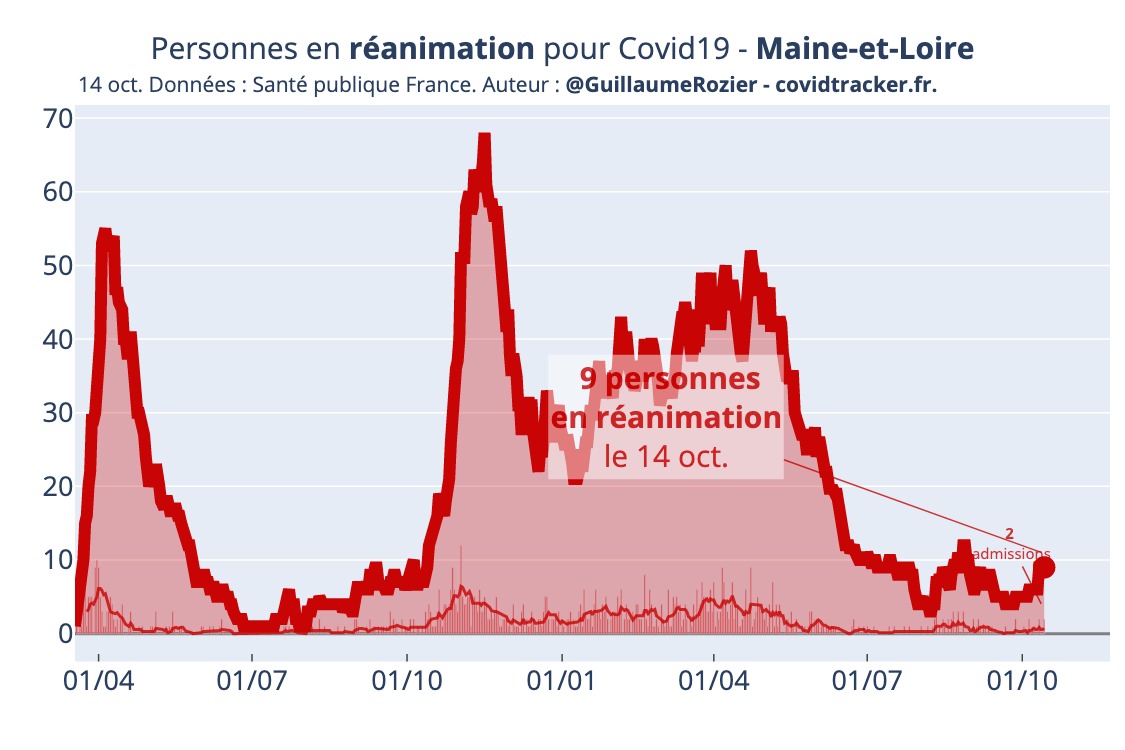 Personnes en réanimation pour Covid19 - Maine-et-Loire
14 oct. Données : Santé publique France. Auteur : @GuillaumeRozier - covidtracker.fr.
70
60
50
40
30
20
10
0
9 personnes
en réanimation
le 14 oct.
2
admissions
01/04
01/07
01/10
01/01
01/04
01/07
01/10